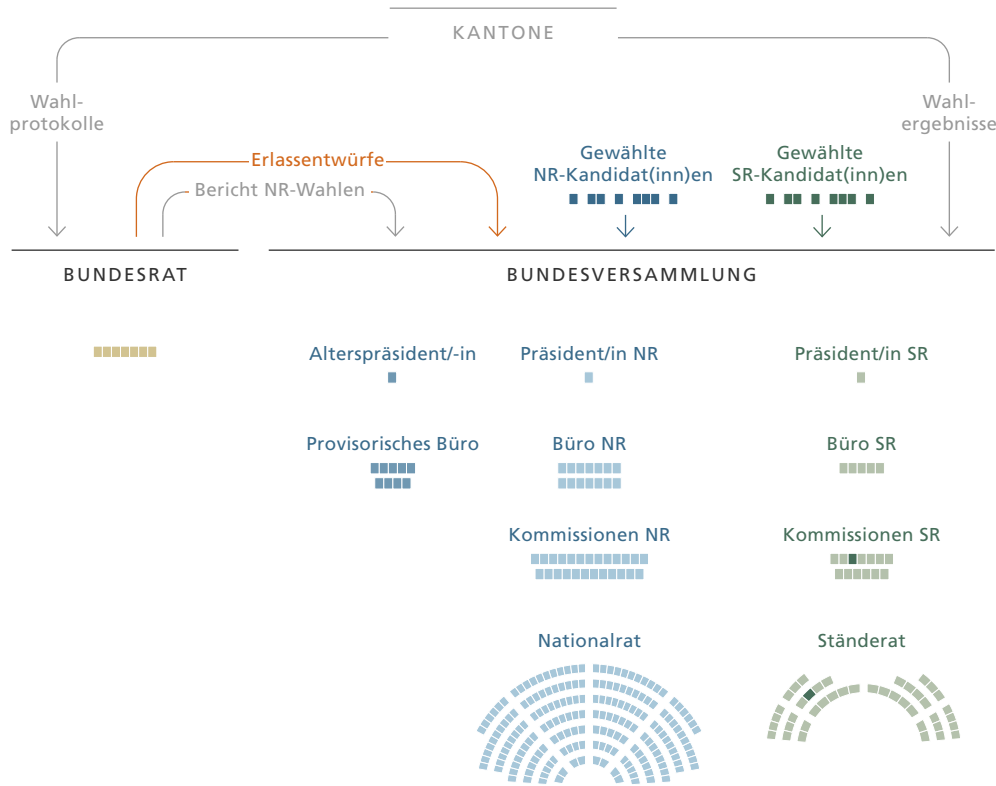 KANTONE
Wahl-
protokolle
Wahl-
ergebnisse
Erlassentwürfe
Bericht NR-Wahlen
Gewählte
NR-Kandidat(inn)en
Gewählte
SR-Kandidat(inn)en
BUNDESRAT
BUNDESVERSAMMLUNG
Alterspräsident/-in
Präsident/in NR
Präsident/in SR
Provisorisches Büro
Büro NR
Büro SR
Kommissionen NR
Kommissionen SR
Nationalrat
Ständerat